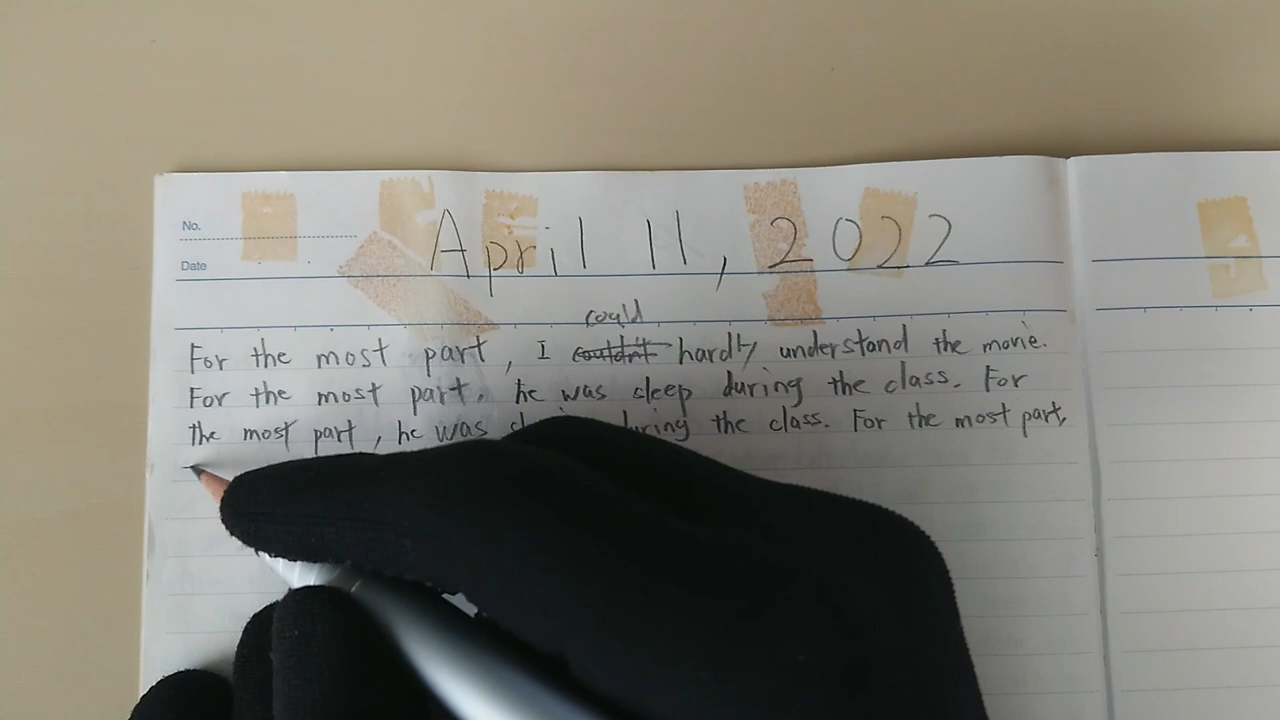 No.
Date
April 11, 2022
could
For the most part, I couldn't hardly understand the movie.
For the most part, he was sleep during the class. For
the most part, he was during the class. For the most part,